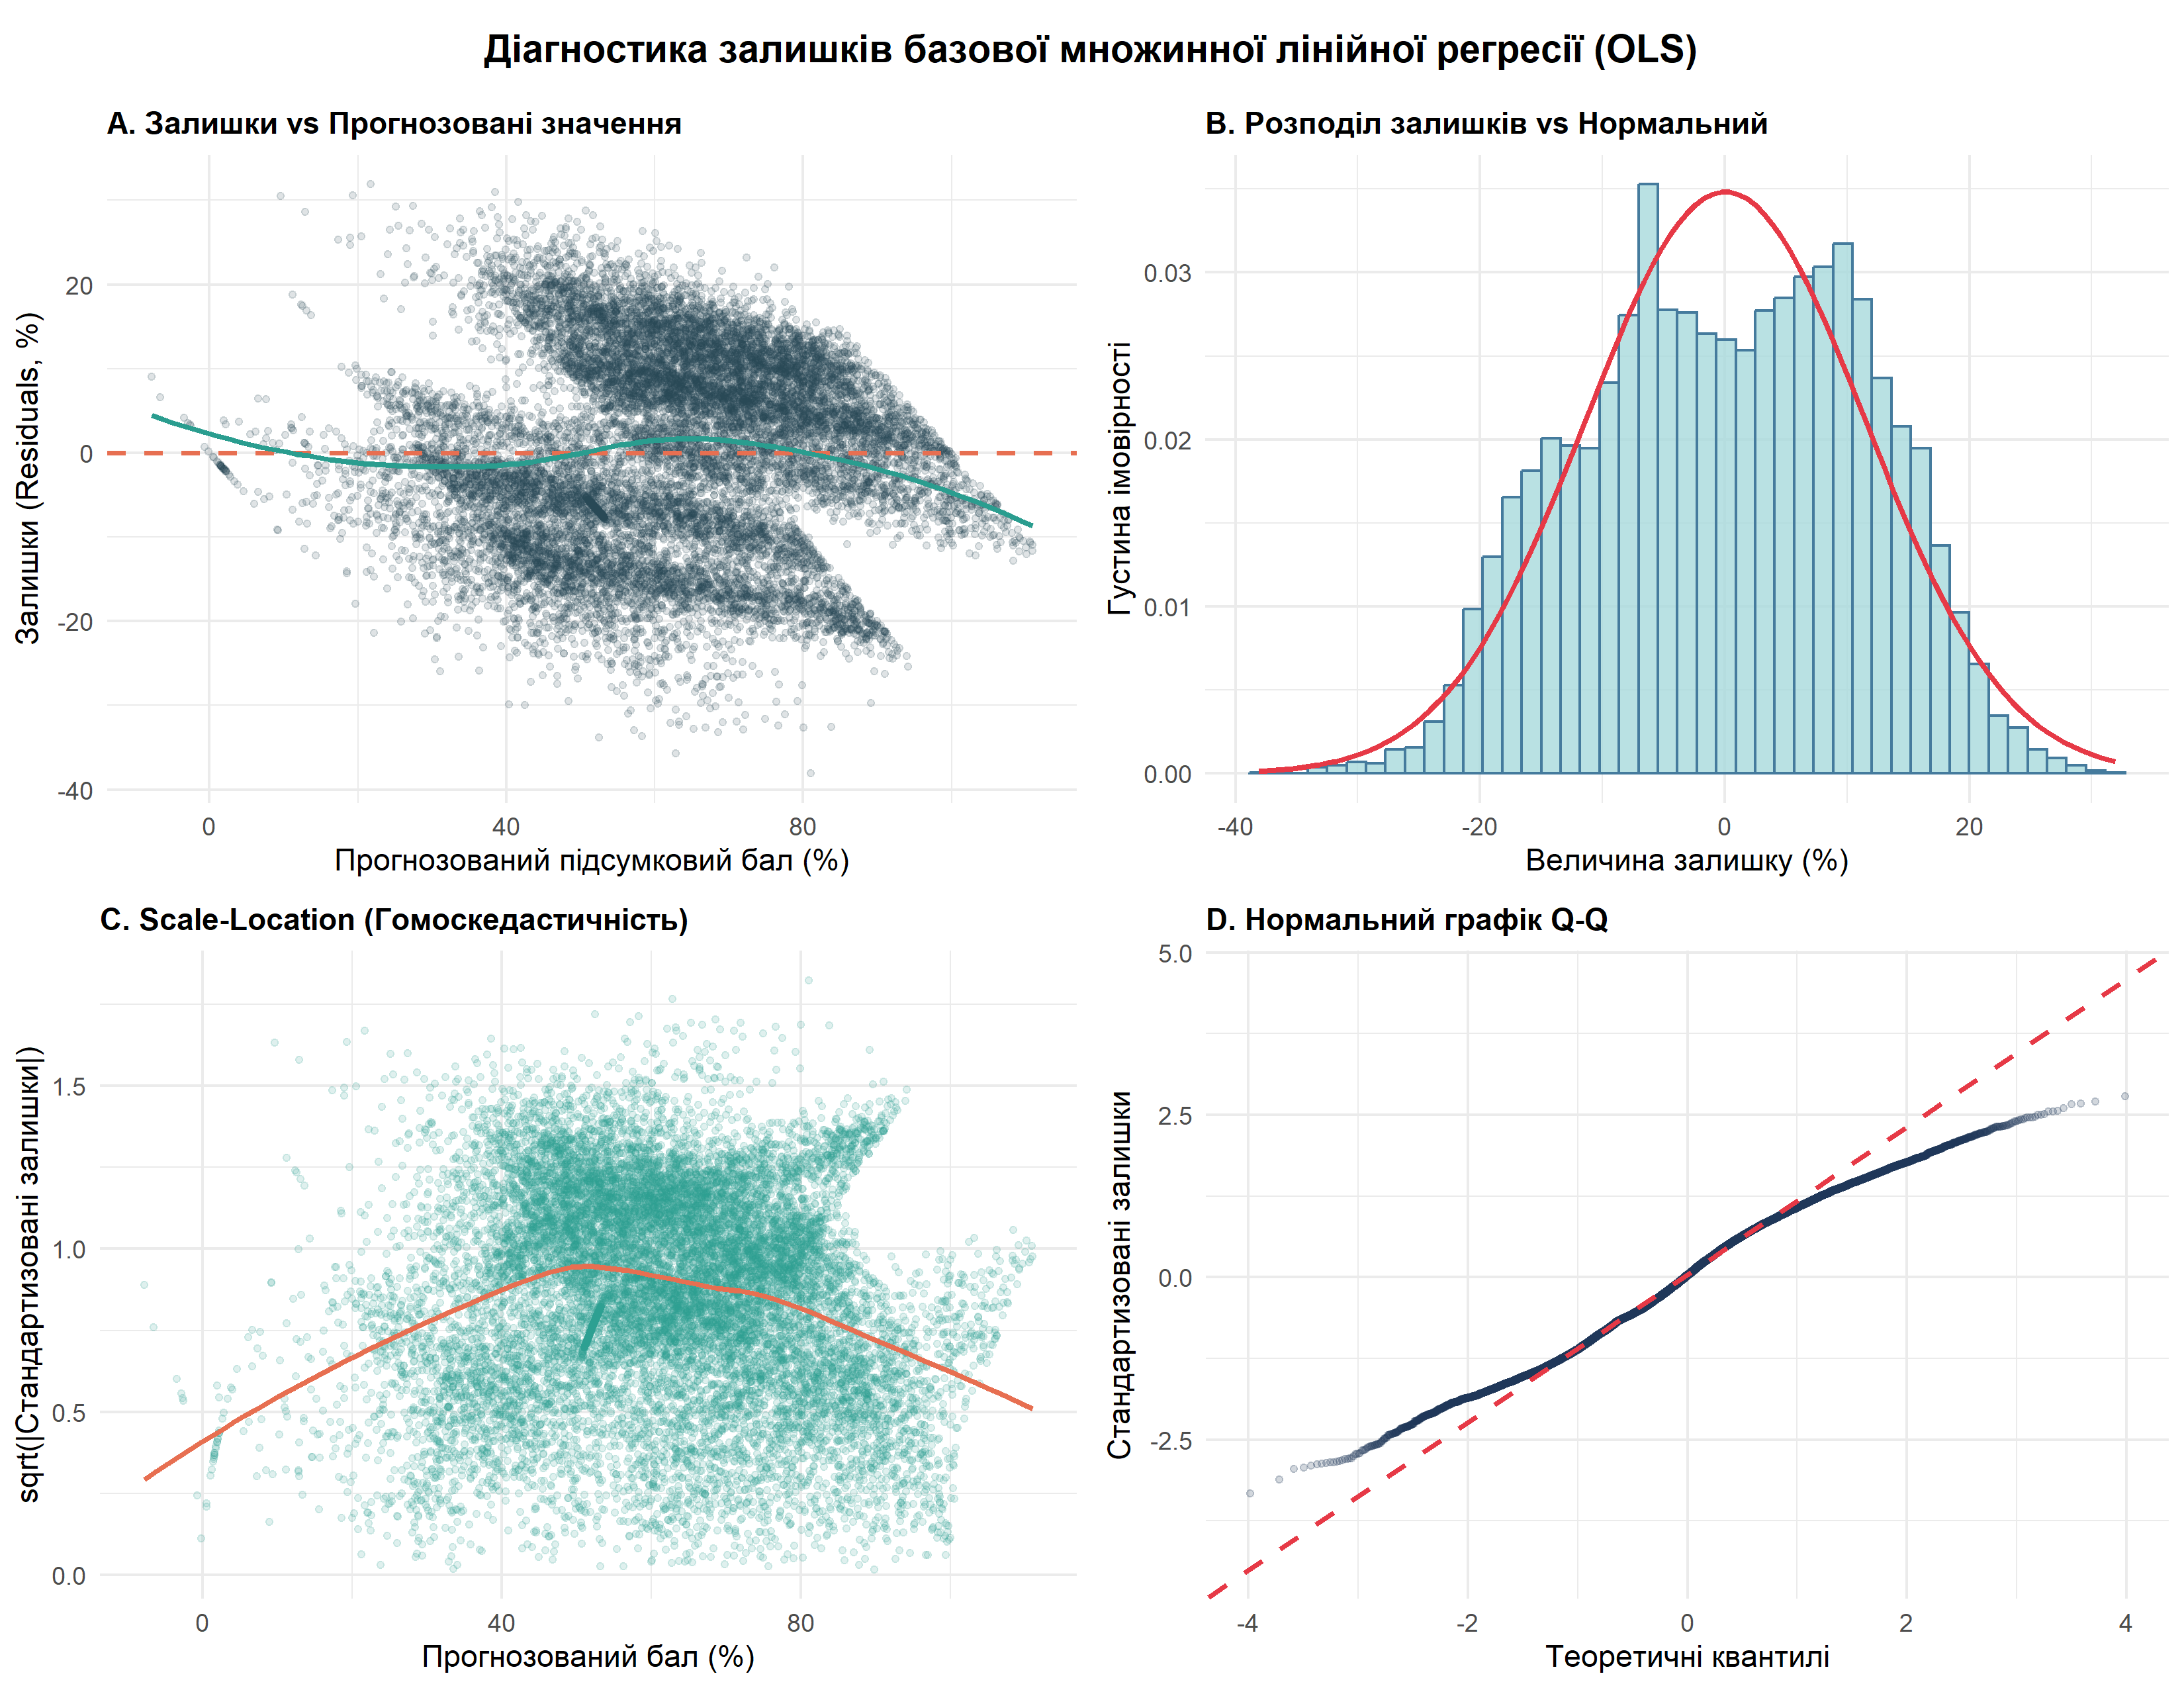 Діагностика залишків базової множинної лінійної регресії (OLS)
A. Залишки vs Прогнозовані значення
Залишки (Residuals, %)
20
0
-20
-40
0
40
80
Прогнозований підсумковий бал (%)
B. Розподіл залишків vs Нормальний
Густина імовірності
0.03
0.02
0.01
0.00
-40
-20
0
20
Величина залишку (%)
C. Scale-Location (Гомоскедастичність)
sqrt(|Стандартизовані залишки|)
1.5
1.0
0.5
0.0
0
40
80
Прогнозований бал (%)
D. Нормальний графік Q-Q
Стандартизовані залишки
5.0
2.5
0.0
-2.5
-4
-2
0
2
4
Теоретичні квантилі